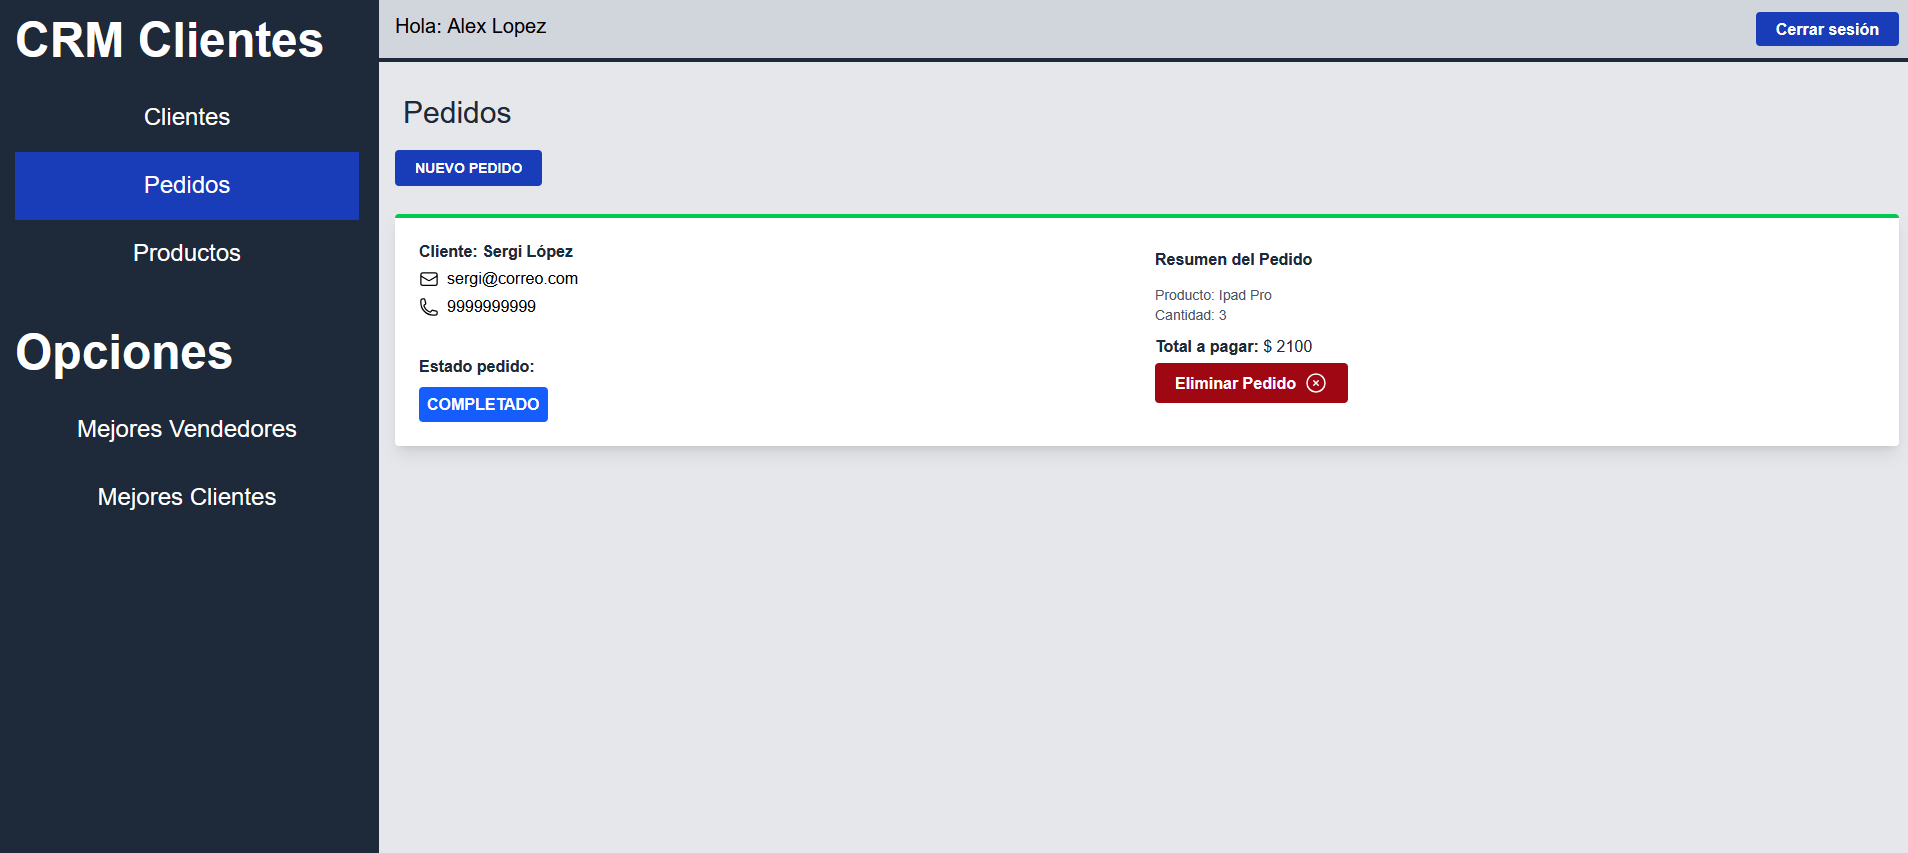 CRM Clientes
Clientes
Pedidos
Productos
Opciones
Mejores Vendedores
Mejores Clientes
Hola: Alex Lopez
Cerrar sesión
Pedidos
NUEVO PEDIDO
Cliente: Sergi López
sergi@correo.com
9999999999
Estado pedido:
COMPLETADO
Resumen del Pedido
Producto: Ipad Pro
Cantidad: 3
Total a pagar: $ 2100
Eliminar Pedido